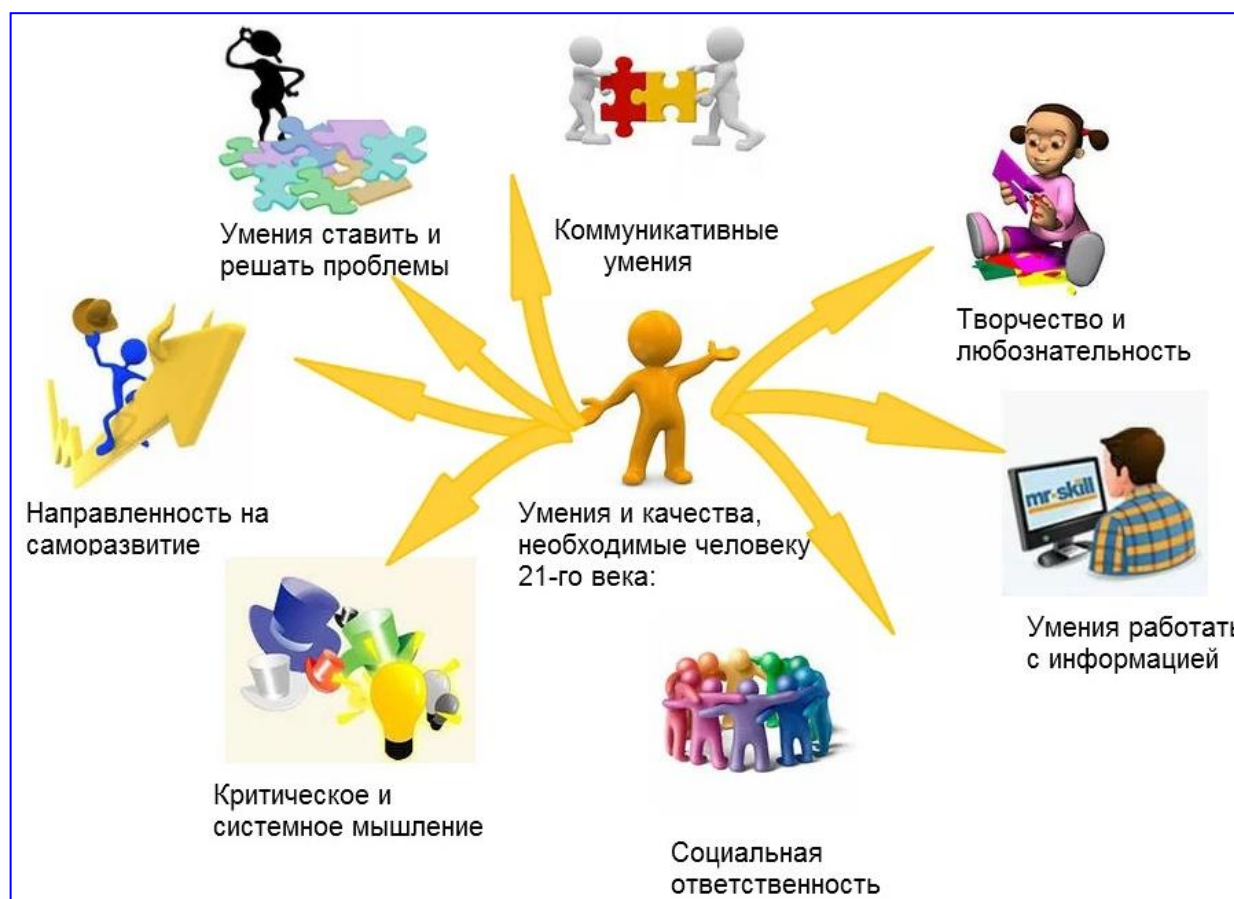 Умения ставить и
решать проблемы
Коммуникативные
умения
Творчество и
любознательность
Направленность на
саморазвитие
Умения и качества,
необходимые человеку
21-го века:
mr-skill
Умения работать
с информацией
Критическое и
системное мышление
Социальная
ответственность